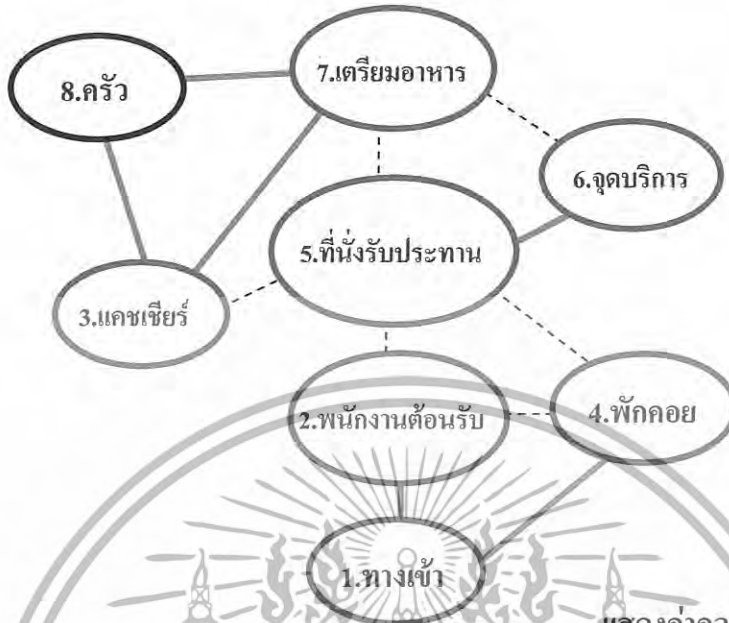 7.เตรียมอาหาร
8.ครัว
6.จุดบริการ
5.ที่นั่งรับประทาน
3.แคชเชียร์
2.พนักงานต้อนรับ
4.พักคอย
1.ทางเข้า